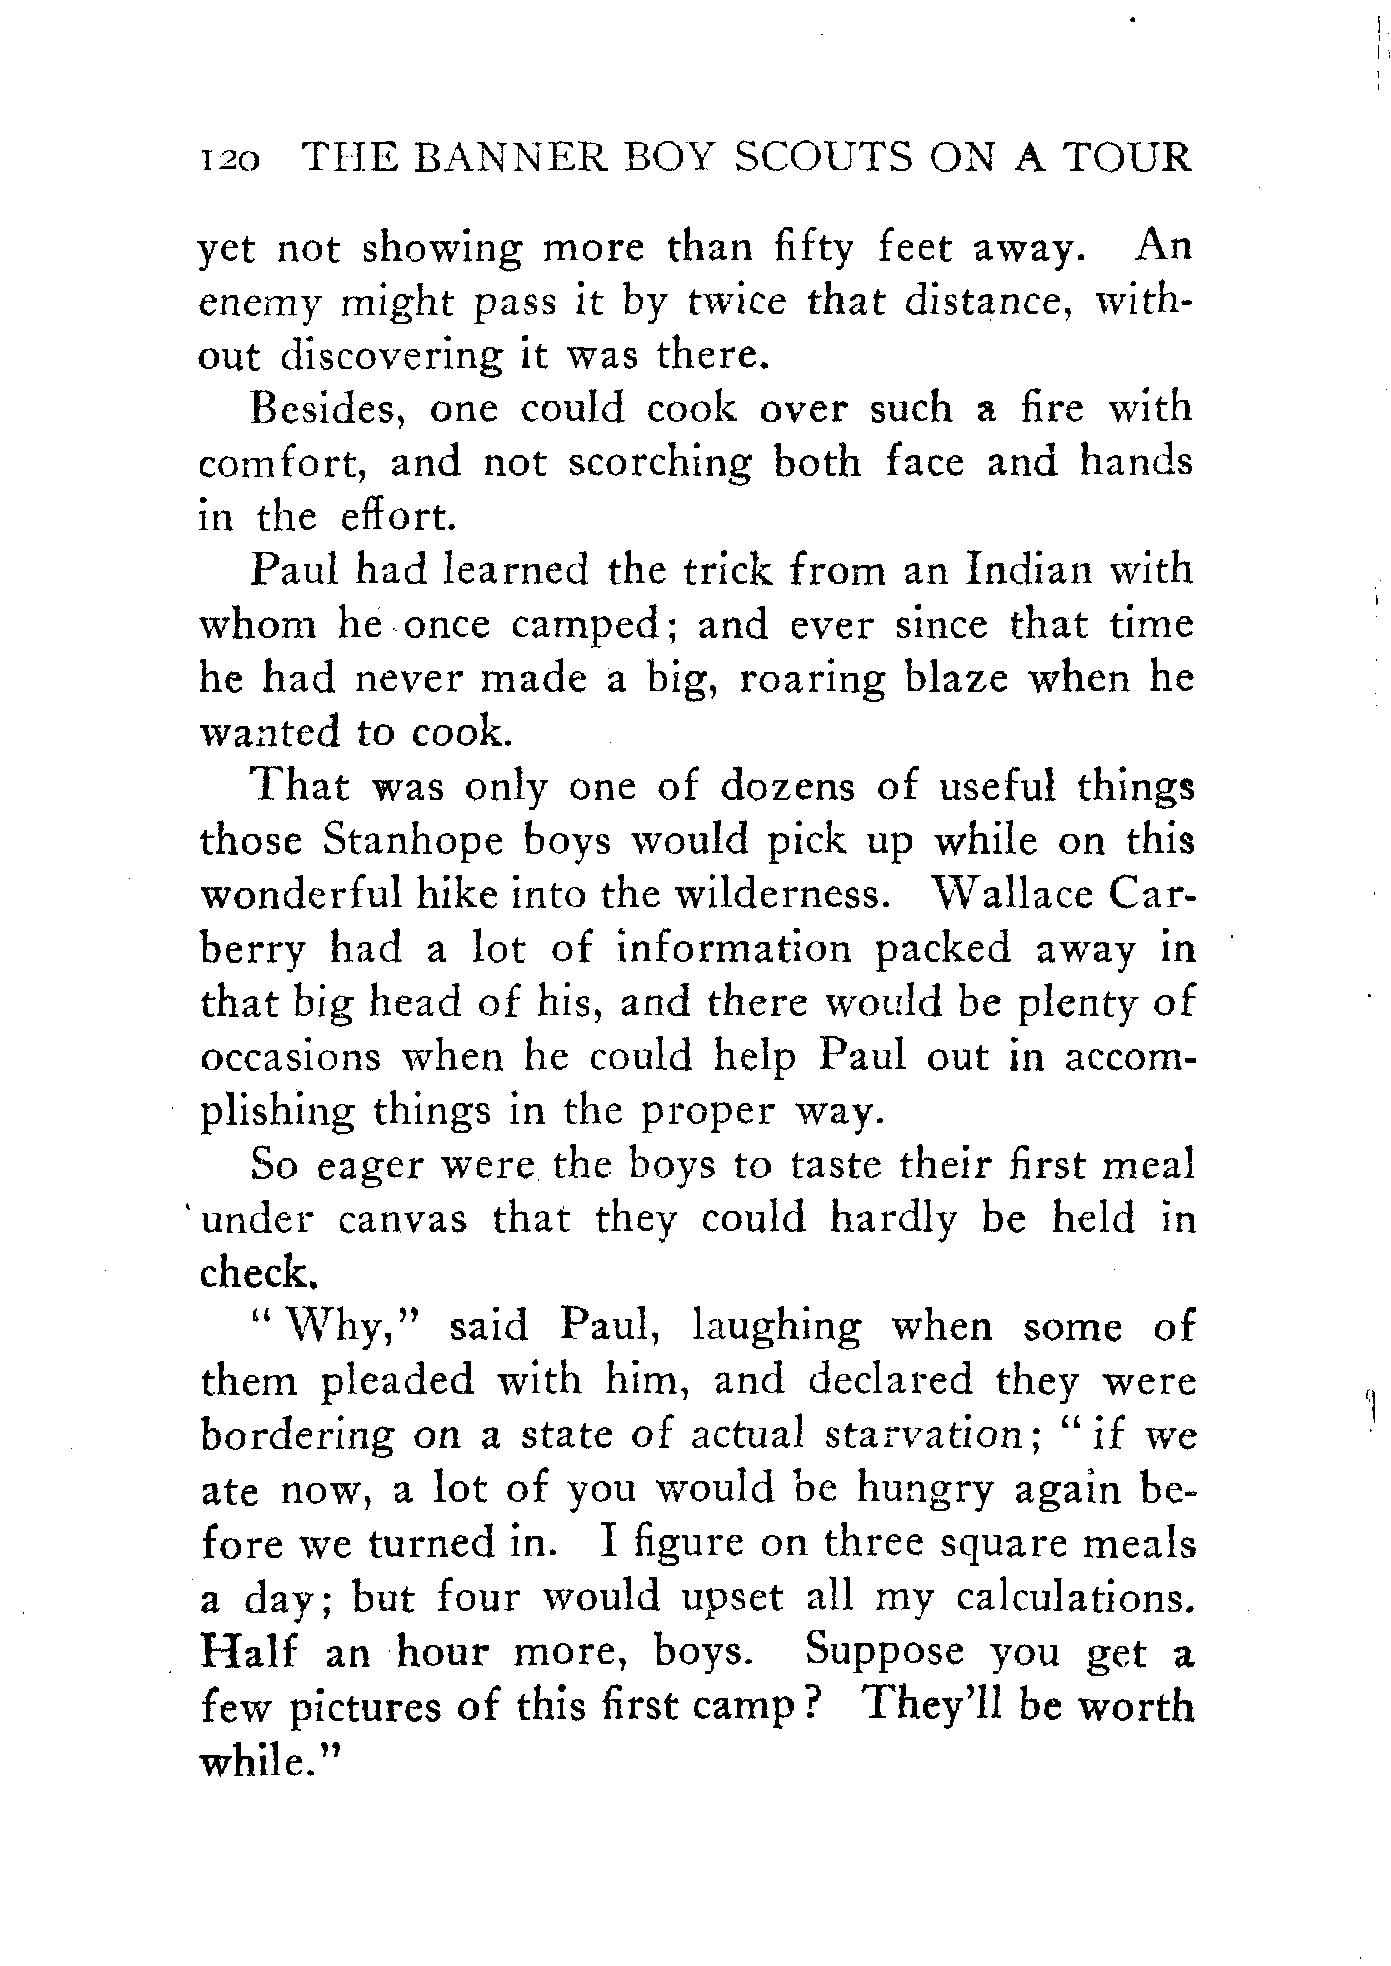 120 THE BANNER BOY SCOUTS ON A TOUR
yet not showing more than fifty feet away. An
enemy might pass it by twice that distance, with-
out discovering it was there.
Besides, one could cook over such a fire with
comfort, and not scorching both face and hands
in the effort.
Paul had learned the trick from an Indian with
whom he once camped; and ever since that time
he had never made a big, roaring blaze when he
wanted to cook.
That was only one of dozens of useful things
those Stanhope boys would pick up while on this
wonderful hike into the wilderness. Wallace Car-
berry had a lot of information packed away in
that big head of his, and there would be plenty of
occasions when he could help Paul out in accom-
plishing things in the proper way.
So eager were the boys to taste their first meal
under canvas that they could hardly be held in
check.
" Why," said Paul, laughing when some of
them pleaded with him, and declared they were
bordering on a state of actual starvation; " if we
ate now, a lot of you would be hungry again be-
fore we turned in. I figure on three square meals
a day; but four would upset all my calculations.
Half an hour more, boys. Suppose you get a
few pictures of this first camp? They'll be worth
while."